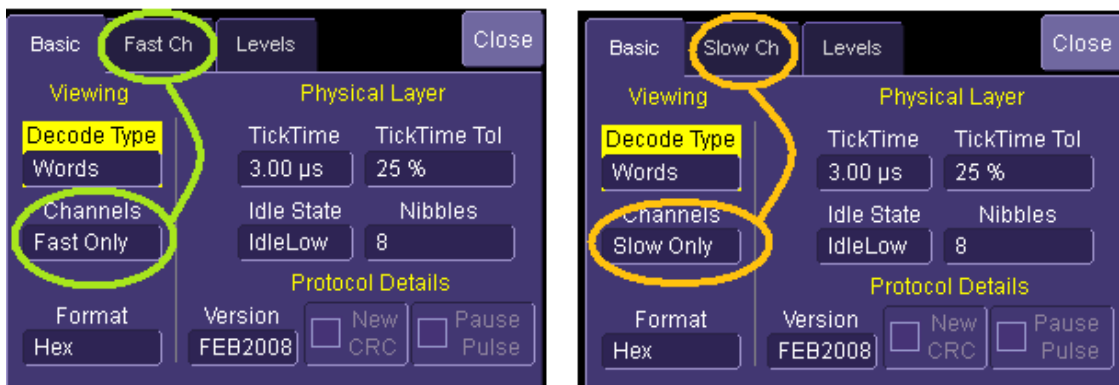 Basic Fast Ch Levels Close
Viewing Physical Layer
Decode Type TickTime TickTime Tol
Words 3.00 µs 25 %
Channels Idle State Nibbles
Fast Only IdleLow 8
Protocol Details
Format Version New CRC Pause Pulse
Hex FEB2008
Basic Slow Ch Levels Close
Viewing Physical Layer
Decode Type TickTime TickTime Tol
Words 3.00 µs 25 %
Channels Idle State Nibbles
Slow Only IdleLow 8
Protocol Details
Format Version New CRC Pause Pulse
Hex FEB2008